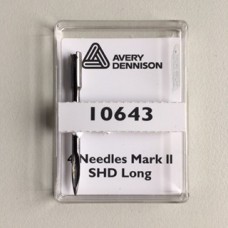 AVERY
DENNISON
10643
Needles Mark II
SHD Long